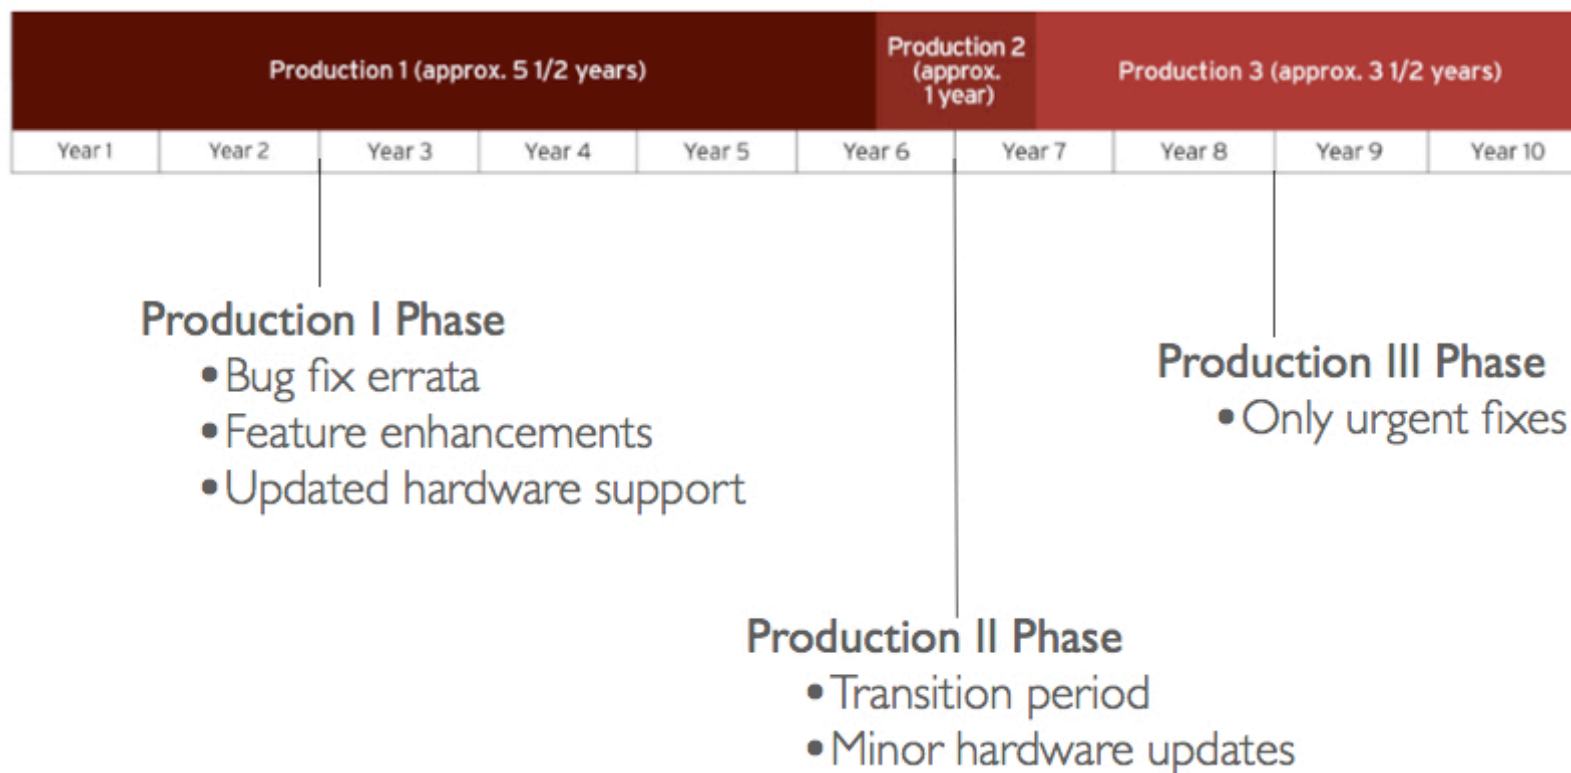 Production 1 (approx. 5 1/2 years)
Production 2
(approx.
1 year)
Production 3 (approx. 3 1/2 years)
Year 1
Year 2
Year 3
Year 4
Year 5
Year 6
Year 7
Year 8
Year 9
Year 10
Production I Phase
•Bug fix errata
•Feature enhancements
•Updated hardware support
Production III Phase
•Only urgent fixes
Production II Phase
•Transition period
•Minor hardware updates